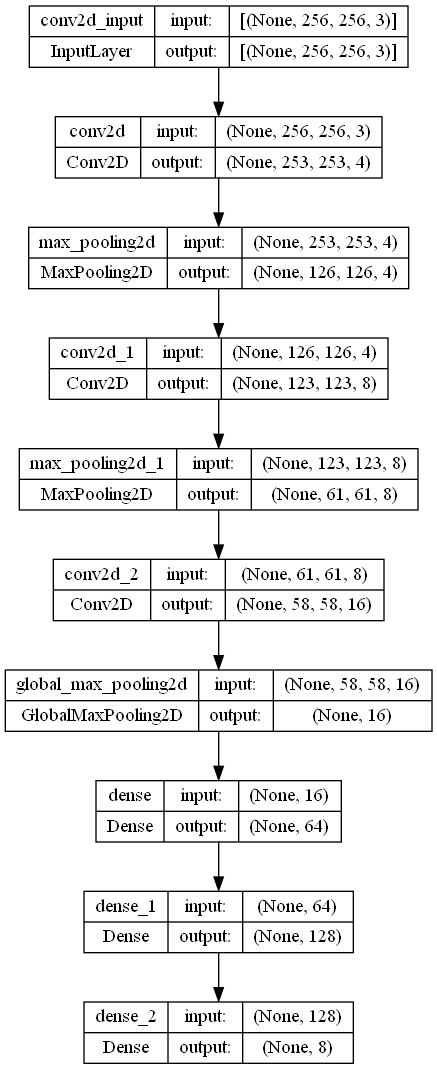 conv2d_input input: [(None, 256, 256, 3)]
InputLayer output: [(None, 256, 256, 3)]
conv2d input: (None, 256, 256, 3)
Conv2D output: (None, 253, 253, 4)
max_pooling2d input: (None, 253, 253, 4)
MaxPooling2D output: (None, 126, 126, 4)
conv2d_1 input: (None, 126, 126, 4)
Conv2D output: (None, 123, 123, 8)
max_pooling2d_1 input: (None, 123, 123, 8)
MaxPooling2D output: (None, 61, 61, 8)
conv2d_2 input: (None, 61, 61, 8)
Conv2D output: (None, 58, 58, 16)
global_max_pooling2d input: (None, 58, 58, 16)
GlobalMaxPooling2D output: (None, 16)
dense input: (None, 16)
Dense output: (None, 64)
dense_1 input: (None, 64)
Dense output: (None, 128)
dense_2 input: (None, 128)
Dense output: (None, 8)